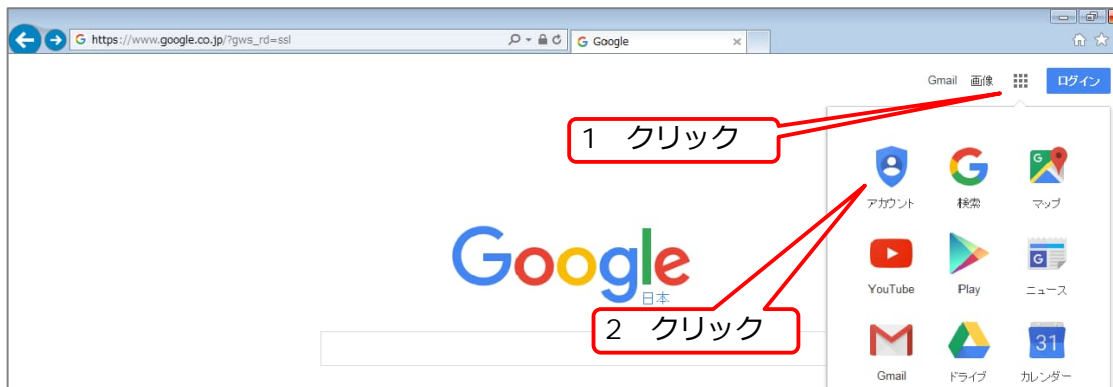 https://www.google.co.jp/?gws_rd=ssl
Google
Gmail 画像 ログイン
1 クリック
アカウント 検索 マップ
Google
日本
YouTube Play ニュース
2 クリック
31
Gmail ドライブ カレンダー